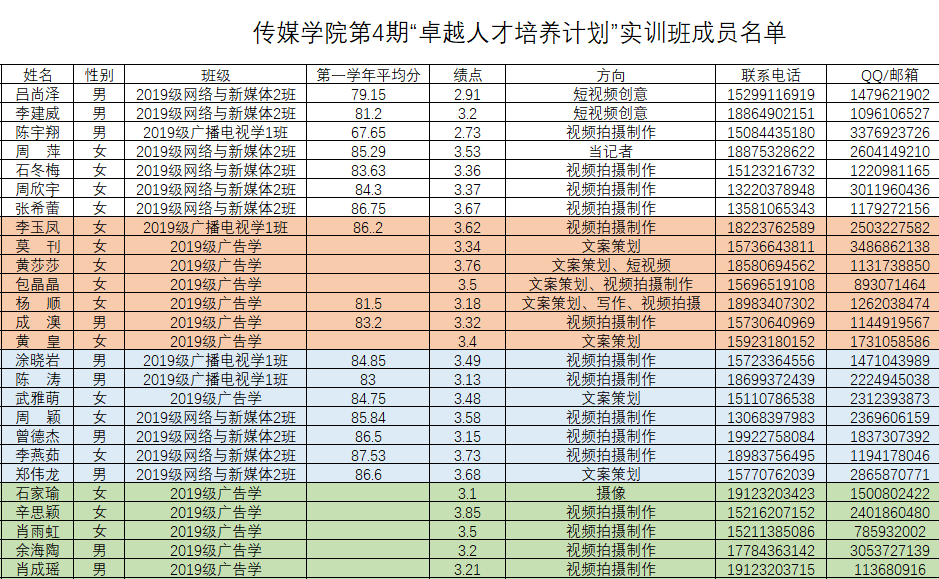 传媒学院第4期“卓越人才培养计划”实训班成员名单
姓名 性别 班级 第一学年平均分 绩点 方向 联系电话 QQ/邮箱
吕尚泽 男 2019级网络与新媒体2班 79.15 2.91 短视频创意 15299116919 1479621902
李建威 男 2019级网络与新媒体2班 81.2 3.2 短视频创意 18864902151 1096106527
陈宇翔 男 2019级广播电视学1班 67.65 2.73 视频拍摄制作 15084435180 3376923726
周 萍 女 2019级网络与新媒体2班 85.29 3.53 当记者 18875328622 2604149210
石冬梅 女 2019级网络与新媒体2班 83.63 3.36 视频拍摄制作 15123216732 1220981165
周欣宇 女 2019级网络与新媒体2班 84.3 3.37 视频拍摄制作 13220378948 3011960436
张希蕾 女 2019级网络与新媒体2班 86.75 3.67 视频拍摄制作 13581065343 1179272156
李玉凤 女 2019级广播电视学1班 86.2 3.62 视频拍摄制作 18223762589 2503227582
莫 刊 女 2019级广告学 3.34 文案策划 15736643811 3486862138
黄莎莎 女 2019级广告学 3.76 文案策划、短视频 18580694562 1131738850
包晶晶 女 2019级广告学 3.5 文案策划、视频拍摄制作 15696519108 893071464
杨 顺 女 2019级广告学 81.5 3.18 文案策划、写作、视频拍摄 18983407302 1262038474
成 澳 男 2019级广告学 83.2 3.32 视频拍摄制作 15730640969 1144919567
黄 皇 女 2019级广告学 3.4 文案策划 15923180152 1731058586
涂晓岩 男 2019级广播电视学1班 84.85 3.49 视频拍摄制作 15723364556 1471043989
陈 涛 男 2019级广播电视学1班 83 3.13 视频拍摄制作 18699372439 2224945038
武雅萌 女 2019级广告学 84.75 3.48 文案策划 15110786538 2312393873
周 颖 女 2019级网络与新媒体2班 85.84 3.58 视频拍摄制作 13068397983 2369606159
曾德杰 男 2019级网络与新媒体2班 86.5 3.15 视频拍摄制作 19922758084 1837307392
李燕茹 女 2019级网络与新媒体2班 87.53 3.73 视频拍摄制作 18983756495 1194178046
郑伟龙 男 2019级网络与新媒体2班 86.6 3.68 文案策划 15770762039 2865870771
石家瑜 女 2019级广告学 3.1 摄像 19123203423 1500802422
辛思颖 女 2019级广告学 3.85 视频拍摄制作 15216207152 2401860480
肖雨虹 女 2019级广告学 3.5 视频拍摄制作 15211385086 785932002
余海陶 男 2019级广告学 3.2 视频拍摄制作 17784363142 3053727139
肖成瑶 男 2019级广告学 3.21 视频拍摄制作 19123203715 113680916